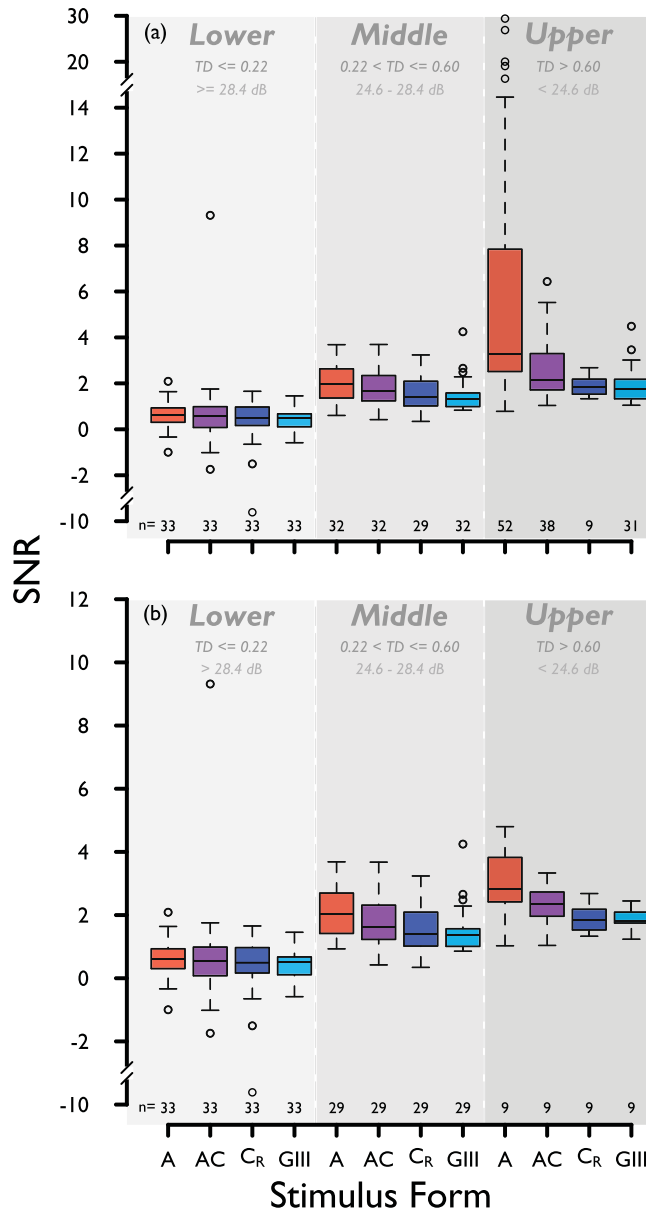 30
(a)
Lower
Middle
Upper
20
TD <= 0.22
0.22 < TD <= 0.60
TD > 0.60
>= 28.4 dB
24.6 - 28.4 dB
< 24.6 dB
14
12
10
8
6
4
2
0
-2
-10
n= 33 33 33 33 32 32 29 32 52 38 9 31
SNR
12
(b)
Lower
Middle
Upper
TD <= 0.22
0.22 < TD <= 0.60
TD > 0.60
> 28.4 dB
24.6 - 28.4 dB
< 24.6 dB
10
8
6
4
2
0
-2
-10
n= 33 33 33 33 29 29 29 29 9 9 9 9
A AC CR GIII A AC CR GIII A AC CR GIII
Stimulus Form